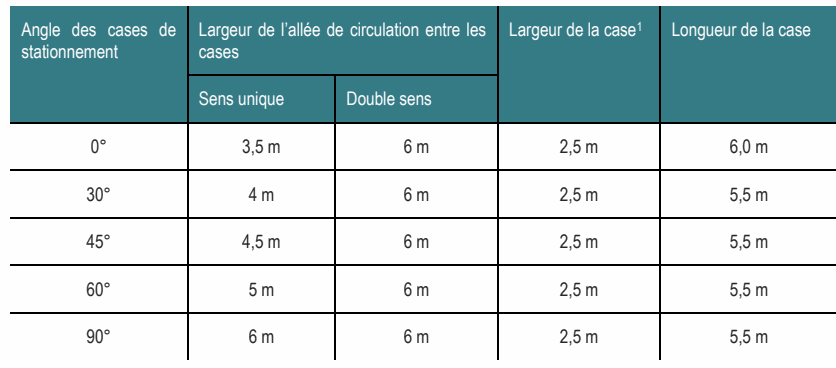 Angle des cases de stationnement	Largeur de l'allée de circulation entre les cases	Largeur de la case¹	Longueur de la case
Sens unique	Double sens
0°	3,5 m	6 m	2,5 m	6,0 m
30°	4 m	6 m	2,5 m	5,5 m
45°	4,5 m	6 m	2,5 m	5,5 m
60°	5 m	6 m	2,5 m	5,5 m
90°	6 m	6 m	2,5 m	5,5 m